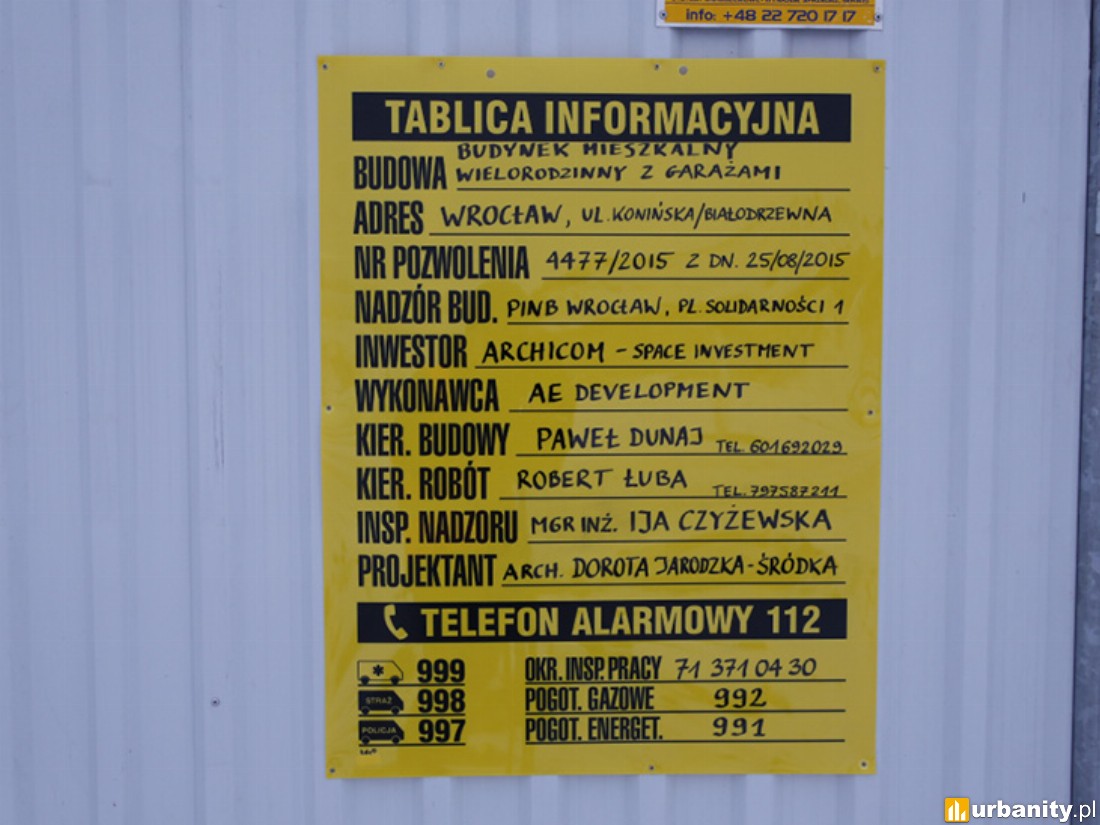 info: +48 22 720 17 17
TABLICA INFORMACYJNA
BUDOWA BUDYNEK MIESZKALNY
WIELORODZINNY Z GARAŻAMI
ADRES WROCŁAW, UL. KONIŃSKA/BIAŁODRZEWNA
NR POZWOLENIA 4477/2015 Z DN. 25/08/2015
NADZÓR BUD. PINB WROCŁAW, PL. SOLIDARNOŚCI 1
INWESTOR ARCHICOM - SPACE INVESTMENT
WYKONAWCA AE DEVELOPMENT
KIER. BUDOWY PAWEŁ DUNAJ TEL. 601692029
KIER. ROBÓT ROBERT ŁUBA TEL. 797587211
INSP. NADZORU MGR INŻ. IJA CZYŻEWSKA
PROJEKTANT ARCH. DOROTA JARODZKA-ŚRÓDKA
TELEFON ALARMOWY 112
999 OKR. INSP. PRACY 71 371 04 30
STRAŻ 998 POGOT. GAZOWE 992
POLICJA 997 POGOT. ENERGET. 991
urbanity.pl